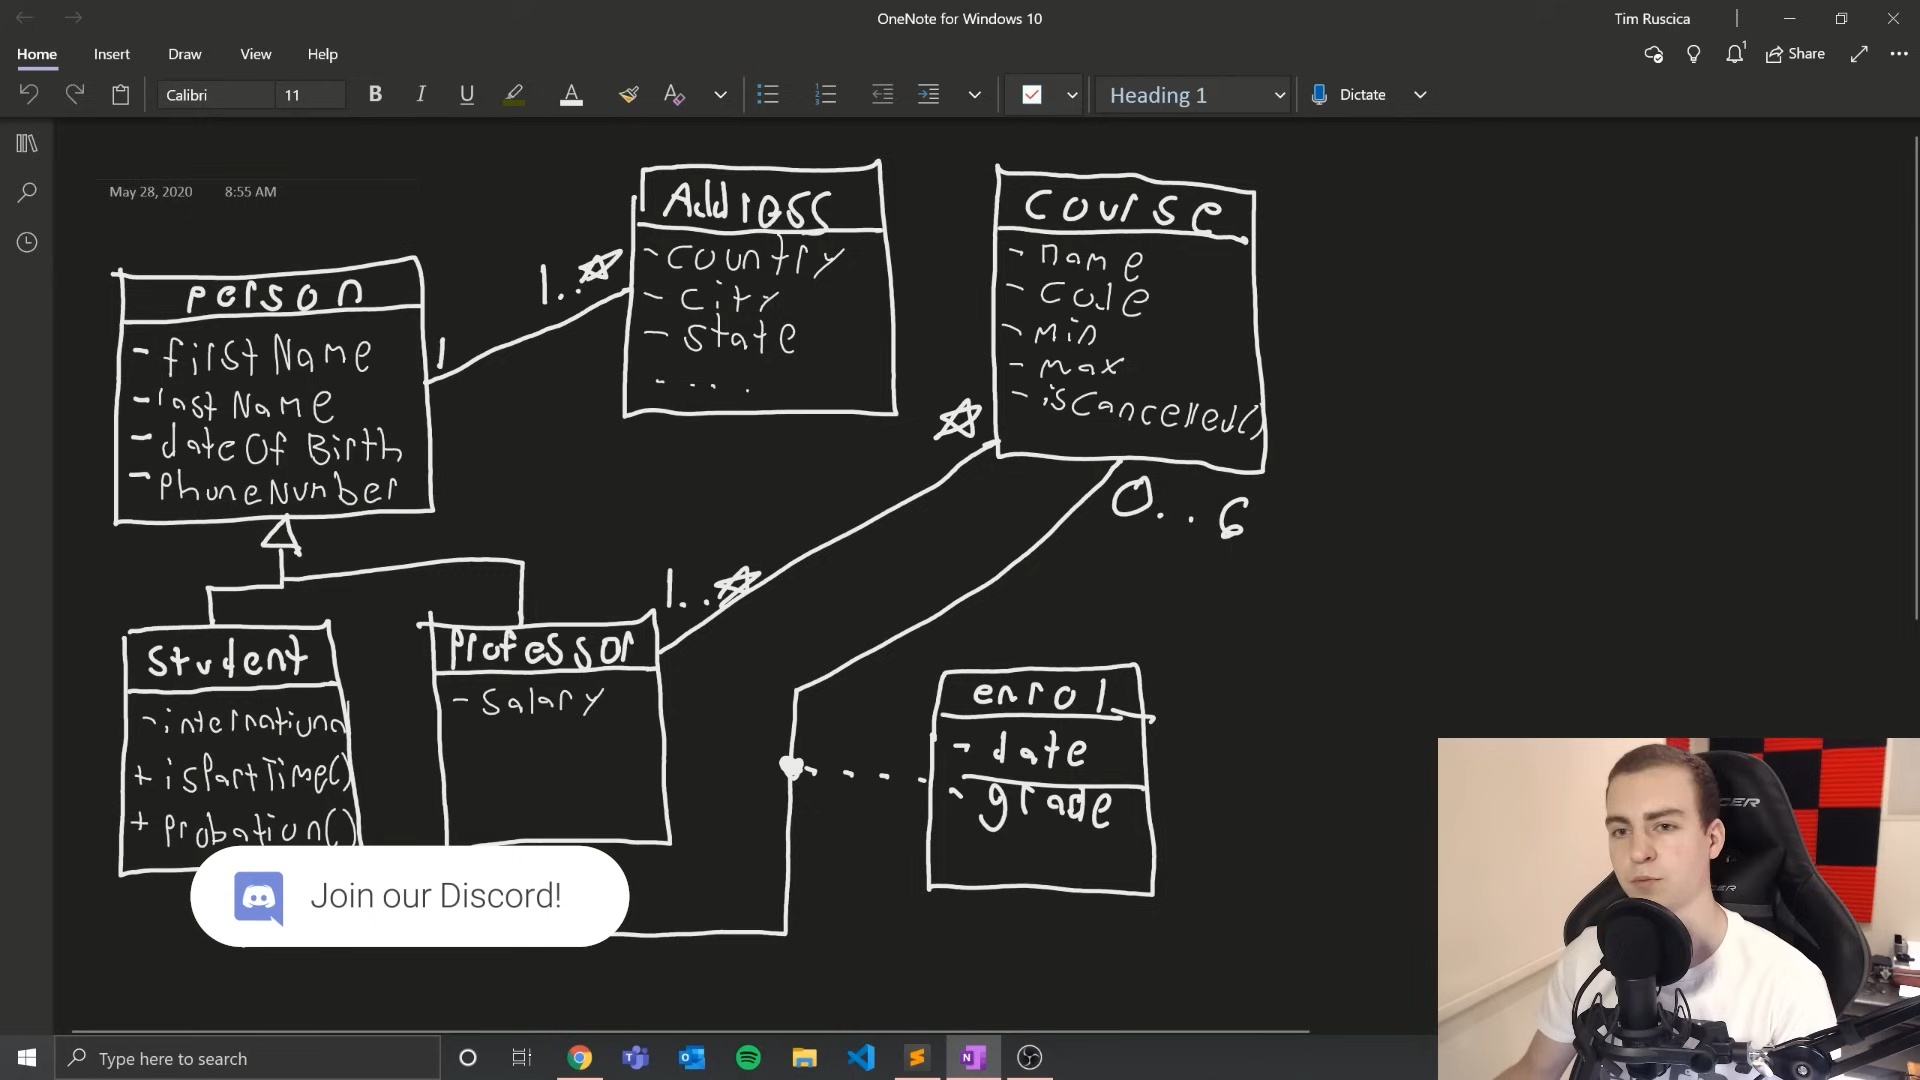 OneNote for Windows 10
Tim Ruscica
Home Insert Draw View Help
1
Share
Calibri 11
B I U A
Heading 1
Dictate
May 28, 2020 8:55 AM
Person
- firstName
- lastName
- dateOfBirth
- PhoneNumber
1
1..*
Address
- country
- city
- state
- ....
course
- name
- code
- min
- max
- isCancelled()
*
0..6
1..*
Student
- internationa
+ isPartTime()
+ probation()
Professor
- salary
enrol
- date
- grade
Join our Discord!
Type here to search